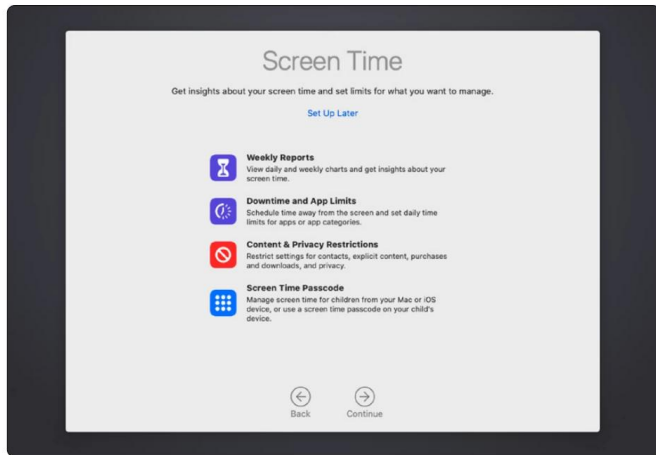 Screen Time
Get insights about your screen time and set limits for what you want to manage.
Set Up Later
Weekly Reports
View daily and weekly charts and get insights about your
screen time.
Downtime and App Limits
Schedule time away from the screen and set daily time
limits for apps or app categories.
Content & Privacy Restrictions
Restrict settings for contacts, explicit content, purchases
and downloads, and privacy.
Screen Time Passcode
Manage screen time for children from your Mac or iOS
device, or use a screen time passcode on your child's
device.
Back
Continue